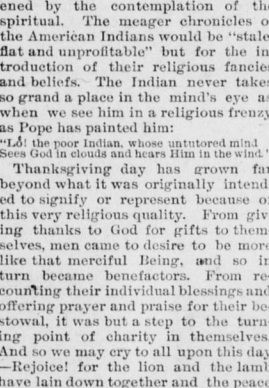 ened by the contemplation of th
spiritual. The meager chronicles o
the American Indians would be "stale
flat and unprofitable" but for the in
troduction of their religious fancies
and beliefs. The Indian never take
so grand a place in the mind's eye a
when we see him in a religious frenzy
as Pope has painted him:
"Lo! the poor Indian, whose untutored mind
Sees God in clouds and hears Him in the wind'
Thanksgiving day has grown far
beyond what it was originally intend
ed to signify or represent because o
this very religious quality. From giv
ing thanks to God for gifts to them
selves, men came to desire to be more
like that merciful Being, and so in
turn became benefactors. From re
counting their individual blessings and
offering prayer and praise for their be
stowal, it was but a step to the turn
ing point of charity in themselves
And so we may cry to all upon this day
—Rejoice! for the lion and the lamb
have lain down together and the peac